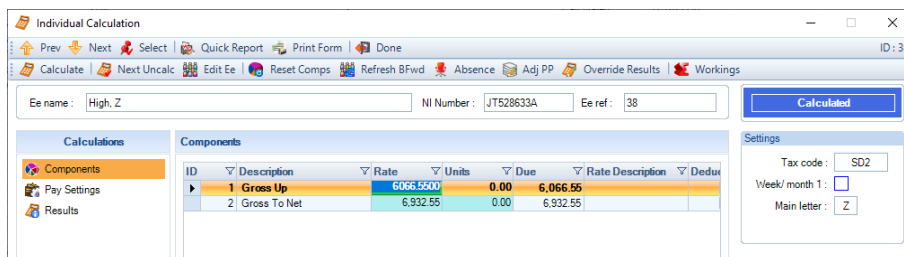 Individual Calculation
Prev Next Select Quick Report Print Form Done ID : 3
Calculate Next Uncalc Edit Ee Reset Comps Refresh BFwd Absence Adj PP Override Results Workings
Ee name : High, Z NI Number : JT528633A Ee ref : 38 Calculated
Calculations Components Settings
Components ID Description Rate Units Due Rate Description Deduc
Pay Settings 1 Gross Up 6066.5500 0.00 6,066.55
Results 2 Gross To Net 6,932.55 0.00 6,932.55
Tax code : SD2
Week/ month 1 :
Main letter : Z